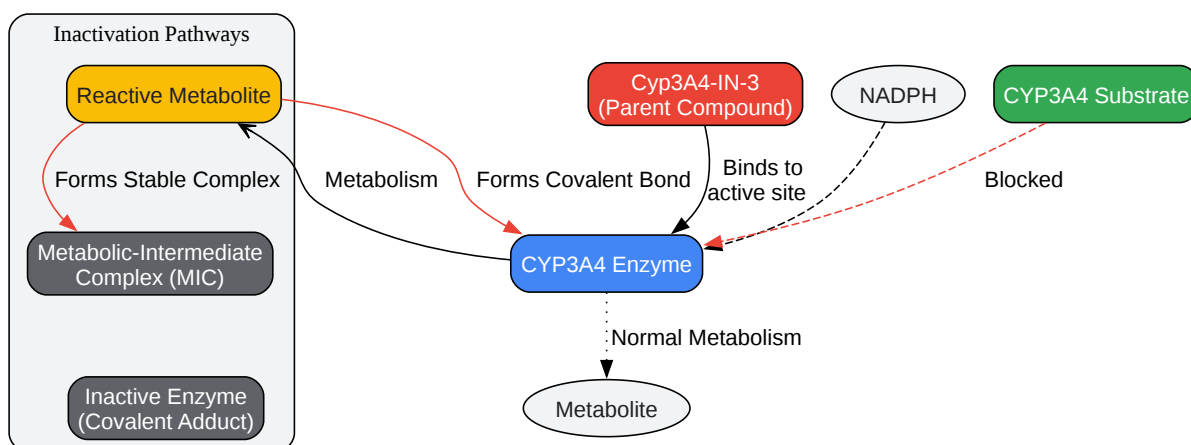 Inactivation Pathways
Reactive Metabolite
Cyp3A4-IN-3
(Parent Compound)
NADPH
CYP3A4 Substrate
Forms Stable Complex
Metabolism
Forms Covalent Bond
Binds to
active site
Blocked
Metabolic-Intermediate
Complex (MIC)
CYP3A4 Enzyme
Normal Metabolism
Inactive Enzyme
(Covalent Adduct)
Metabolite